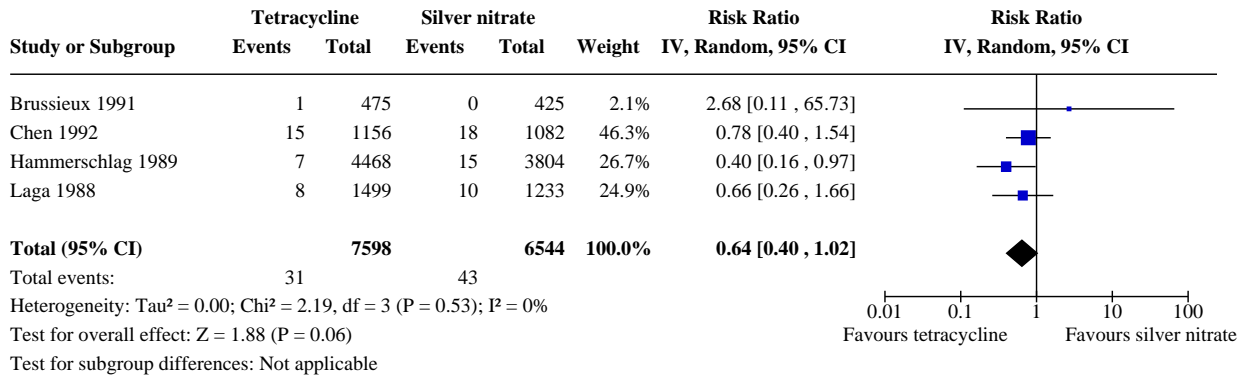 Tetracycline Silver nitrate Risk Ratio Risk Ratio
Study or Subgroup Events Total Events Total Weight IV, Random, 95% CI IV, Random, 95% CI
Brussieux 1991 1 475 0 425 2.1% 2.68 [0.11 , 65.73]
Chen 1992 15 1156 18 1082 46.3% 0.78 [0.40 , 1.54]
Hammerschlag 1989 7 4468 15 3804 26.7% 0.40 [0.16 , 0.97]
Laga 1988 8 1499 10 1233 24.9% 0.66 [0.26 , 1.66]
Total (95% CI) 7598 6544 100.0% 0.64 [0.40 , 1.02]
Total events: 31 43
Heterogeneity: Tau² = 0.00; Chi² = 2.19, df = 3 (P = 0.53); I² = 0%
Test for overall effect: Z = 1.88 (P = 0.06)
Test for subgroup differences: Not applicable
0.01 0.1 1 10 100
Favours tetracycline Favours silver nitrate